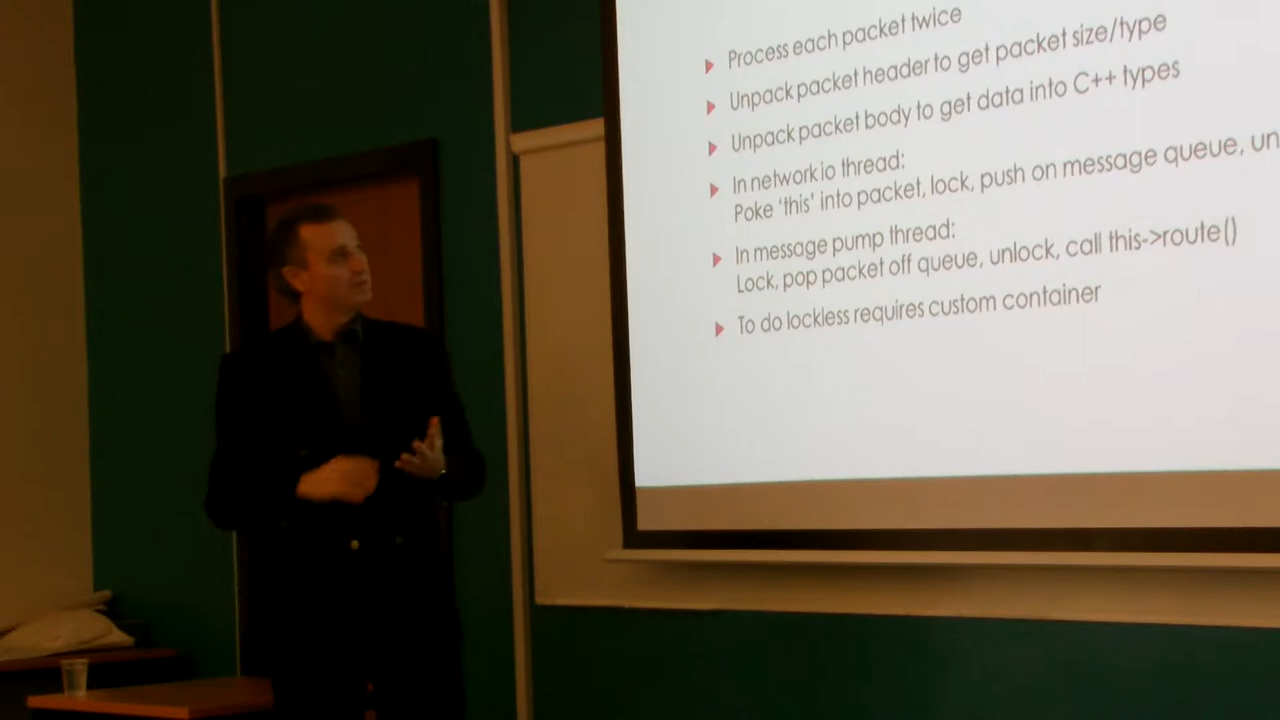 Process each packet twice
Unpack packet header to get packet size/type
Unpack packet body to get data into C++ types
In network io thread:
Poke 'this' into packet, lock, push on message queue, un
In message pump thread:
Lock, pop packet off queue, unlock, call this->route()
To do lockless requires custom container